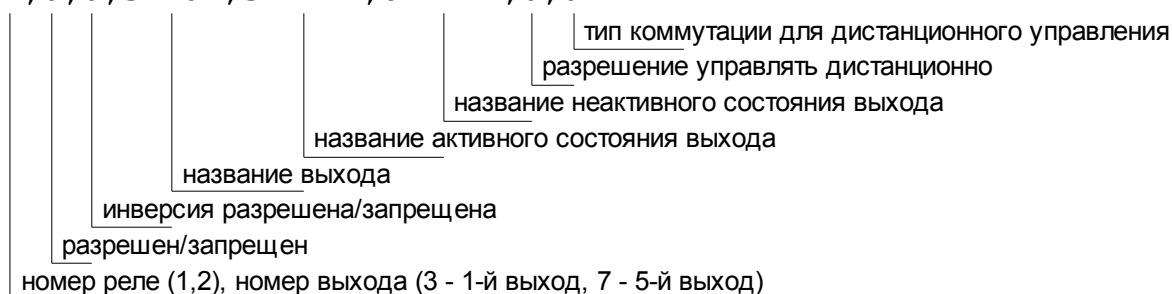 тип коммутации для дистанционного управления
разрешение управлять дистанционно
название неактивного состояния выхода
название активного состояния выхода
название выхода
инверсия разрешена/запрещена
разрешен/запрещен
номер реле (1,2), номер выхода (3 - 1-й выход, 7 - 5-й выход)